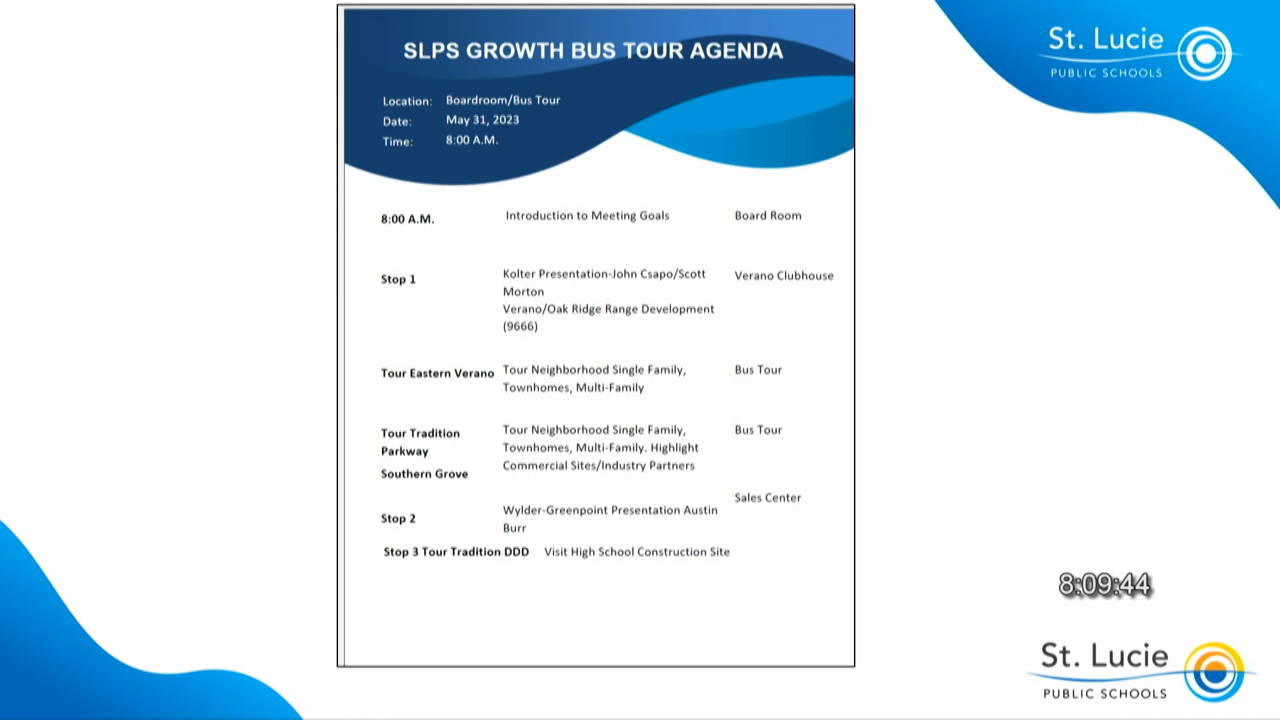 SLPS GROWTH BUS TOUR AGENDA
St. Lucie
PUBLIC SCHOOLS
Location: Boardroom/Bus Tour
Date: May 31, 2023
Time: 8:00 A.M.
8:00 A.M. Introduction to Meeting Goals Board Room
Stop 1 Kolter Presentation-John Csapo/Scott Verano Clubhouse
Morton
Verano/Oak Ridge Range Development
(9666)
Tour Eastern Verano Tour Neighborhood Single Family, Bus Tour
Townhomes, Multi-Family
Tour Tradition Tour Neighborhood Single Family, Bus Tour
Parkway Townhomes, Multi-Family. Highlight
Southern Grove Commercial Sites/Industry Partners
Sales Center
Stop 2 Wylder-Greenpoint Presentation Austin
Burr
Stop 3 Tour Tradition DDD Visit High School Construction Site
8:09:44
St. Lucie
PUBLIC SCHOOLS